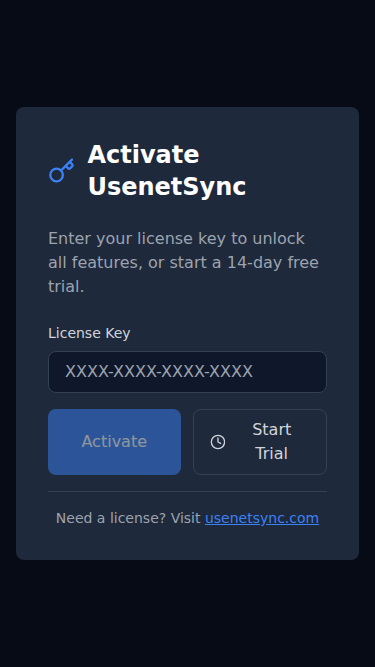 Activate
UsenetSync
Enter your license key to unlock
all features, or start a 14-day free
trial.
License Key
XXXX-XXXX-XXXX-XXXX
Activate
Start
Trial
Need a license? Visit usenetsync.com